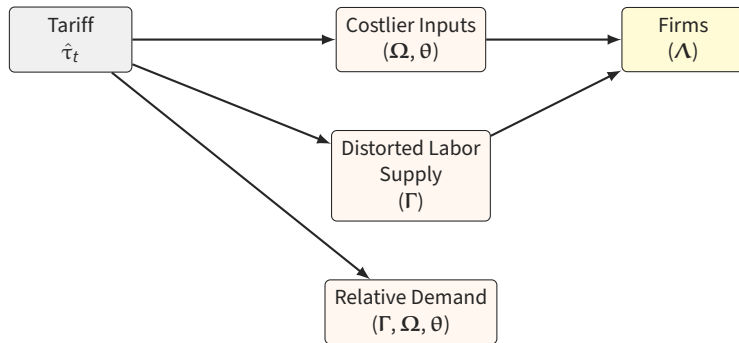 Tariff
τ̂ₜ
Costlier Inputs
(Ω, θ)
Firms
(Λ)
Distorted Labor
Supply
(Γ)
Relative Demand
(Γ, Ω, θ)